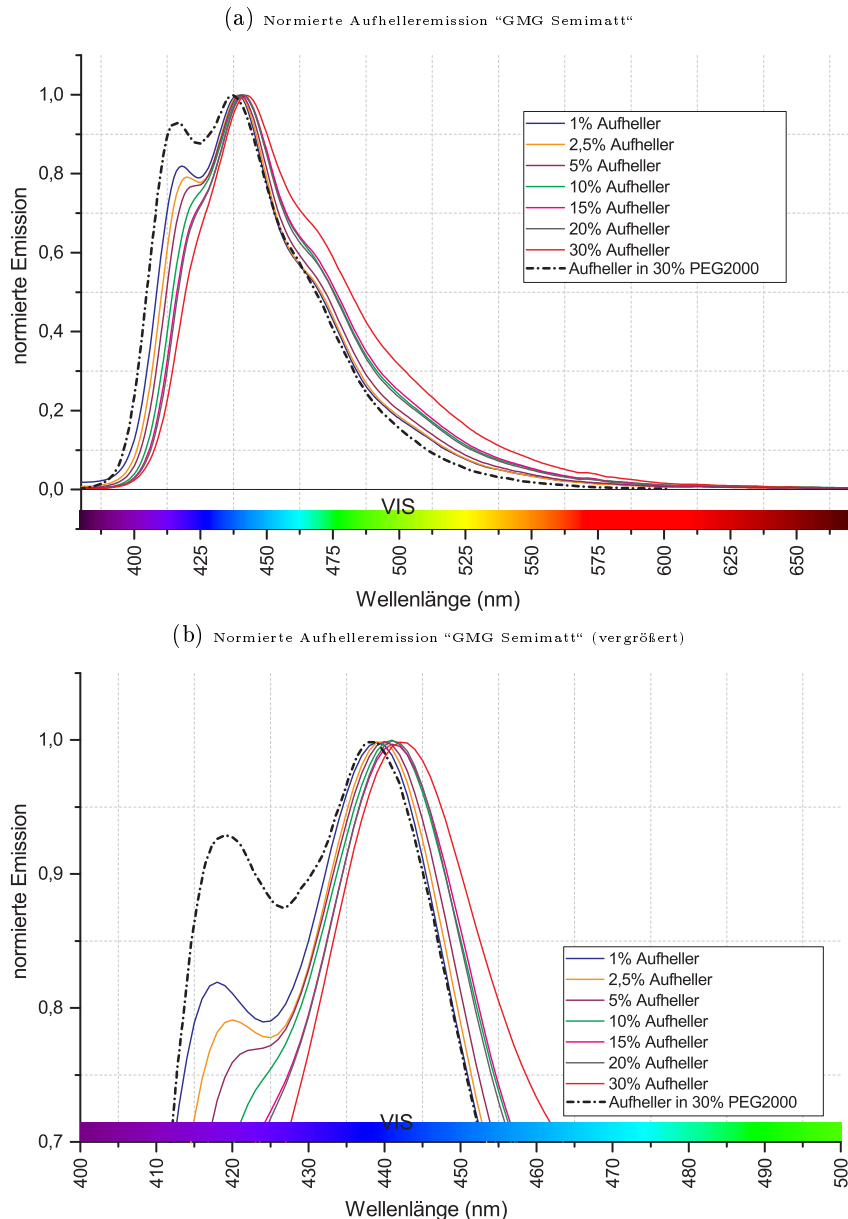 (a) Normierte Aufhelleremission “GMG Semimatt“
1,0
0,8
0,6
0,4
0,2
0,0
normierte Emission
1% Aufheller
2,5% Aufheller
5% Aufheller
10% Aufheller
15% Aufheller
20% Aufheller
30% Aufheller
Aufheller in 30% PEG2000
VIS
400 425 450 475 500 525 550 575 600 625 650
Wellenlänge (nm)
(b) Normierte Aufhelleremission “GMG Semimatt“ (vergrößert)
1,0
0,9
0,8
0,7
normierte Emission
1% Aufheller
2,5% Aufheller
5% Aufheller
10% Aufheller
15% Aufheller
20% Aufheller
30% Aufheller
Aufheller in 30% PEG2000
VIS
400 410 420 430 440 450 460 470 480 490 500
Wellenlänge (nm)